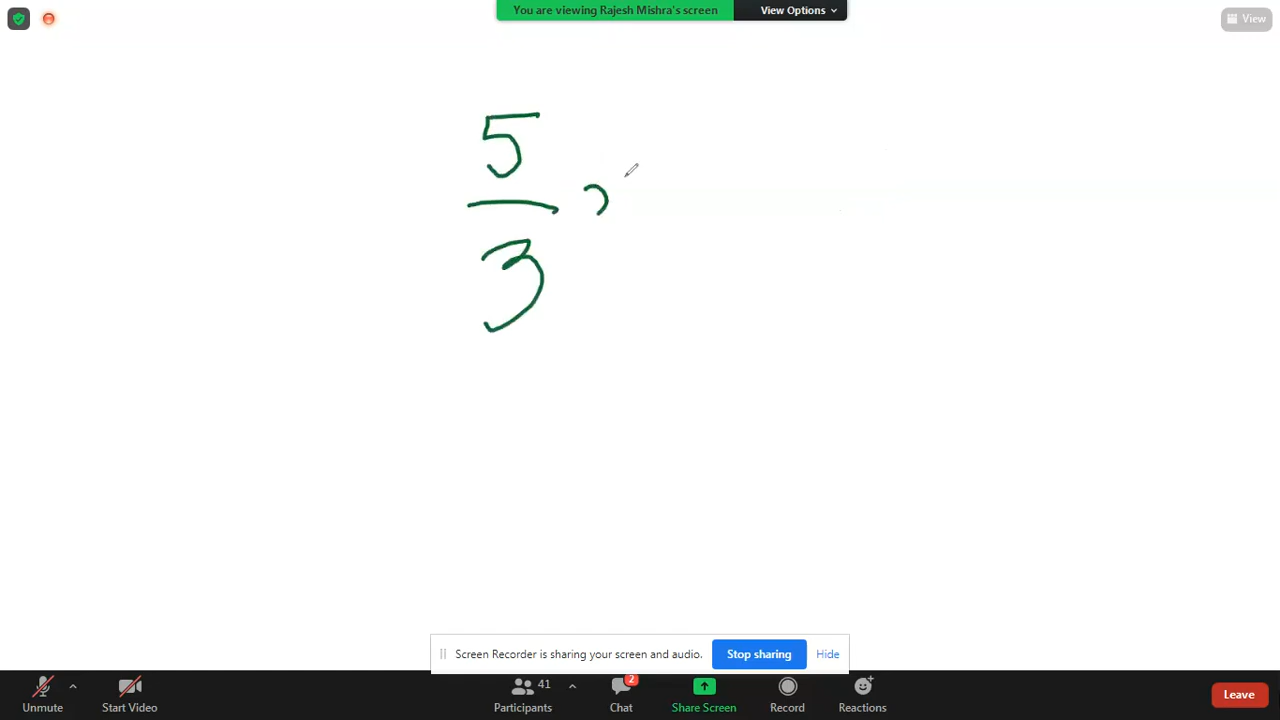 You are viewing Rajesh Mishra's screen View Options
View
5
3
,
Screen Recorder is sharing your screen and audio. Stop sharing Hide
41 2
Unmute Start Video Participants Chat Share Screen Record Reactions Leave